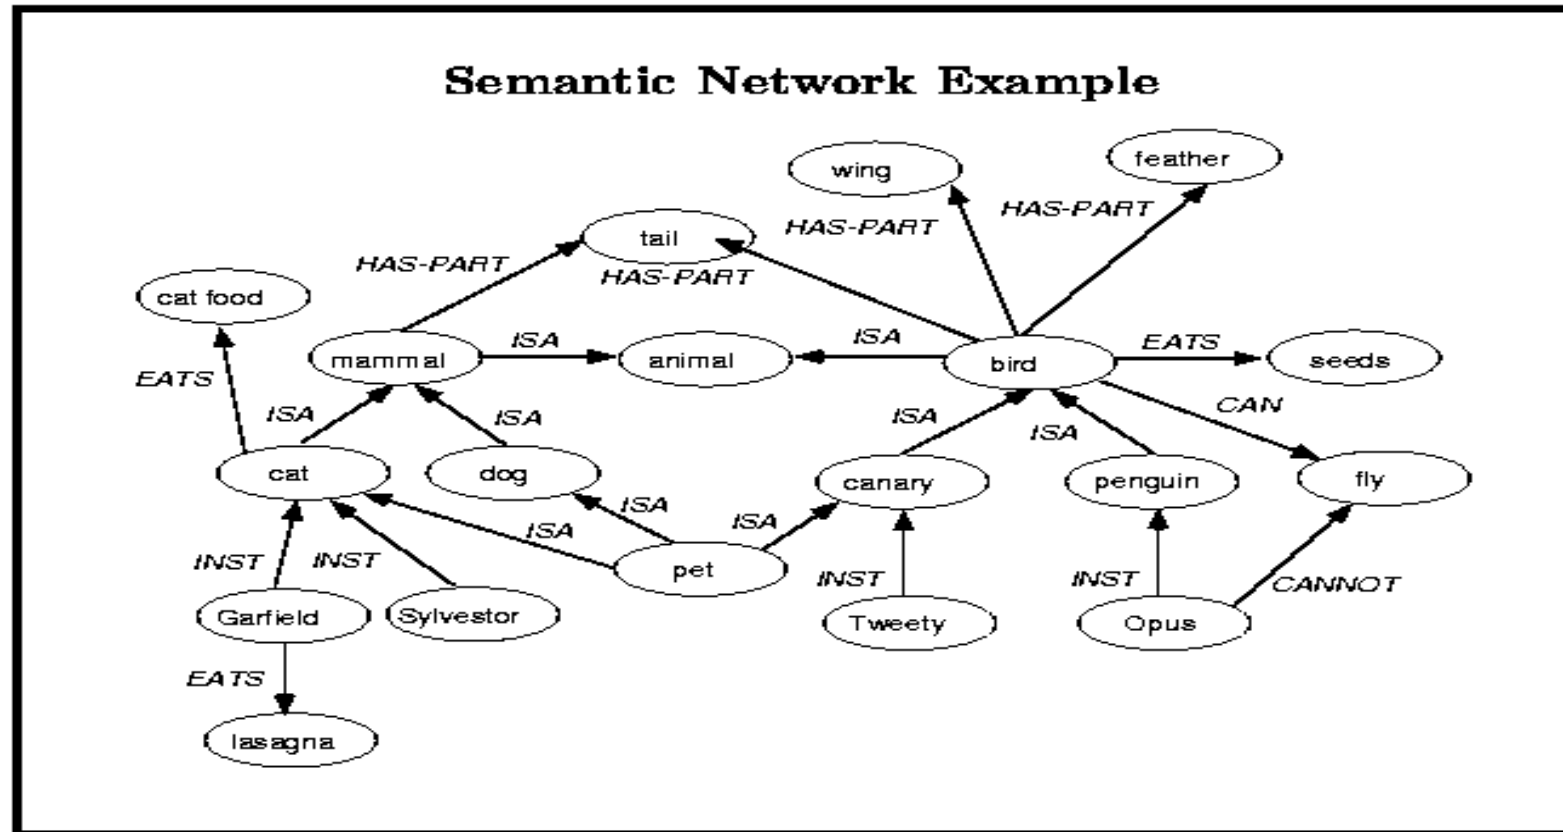 Semantic Network Example
wing
feather
HAS-PART
tail
HAS-PART
HAS-PART
HAS-PART
cat food
mammal
ISA
animal
ISA
bird
EATS
seeds
EATS
ISA
ISA
ISA
ISA
CAN
cat
dog
canary
penguin
fly
ISA
ISA
ISA
INST
INST
pet
INST
INST
CANNOT
Garfield
Sylvestor
Tweety
Opus
EATS
lasagna